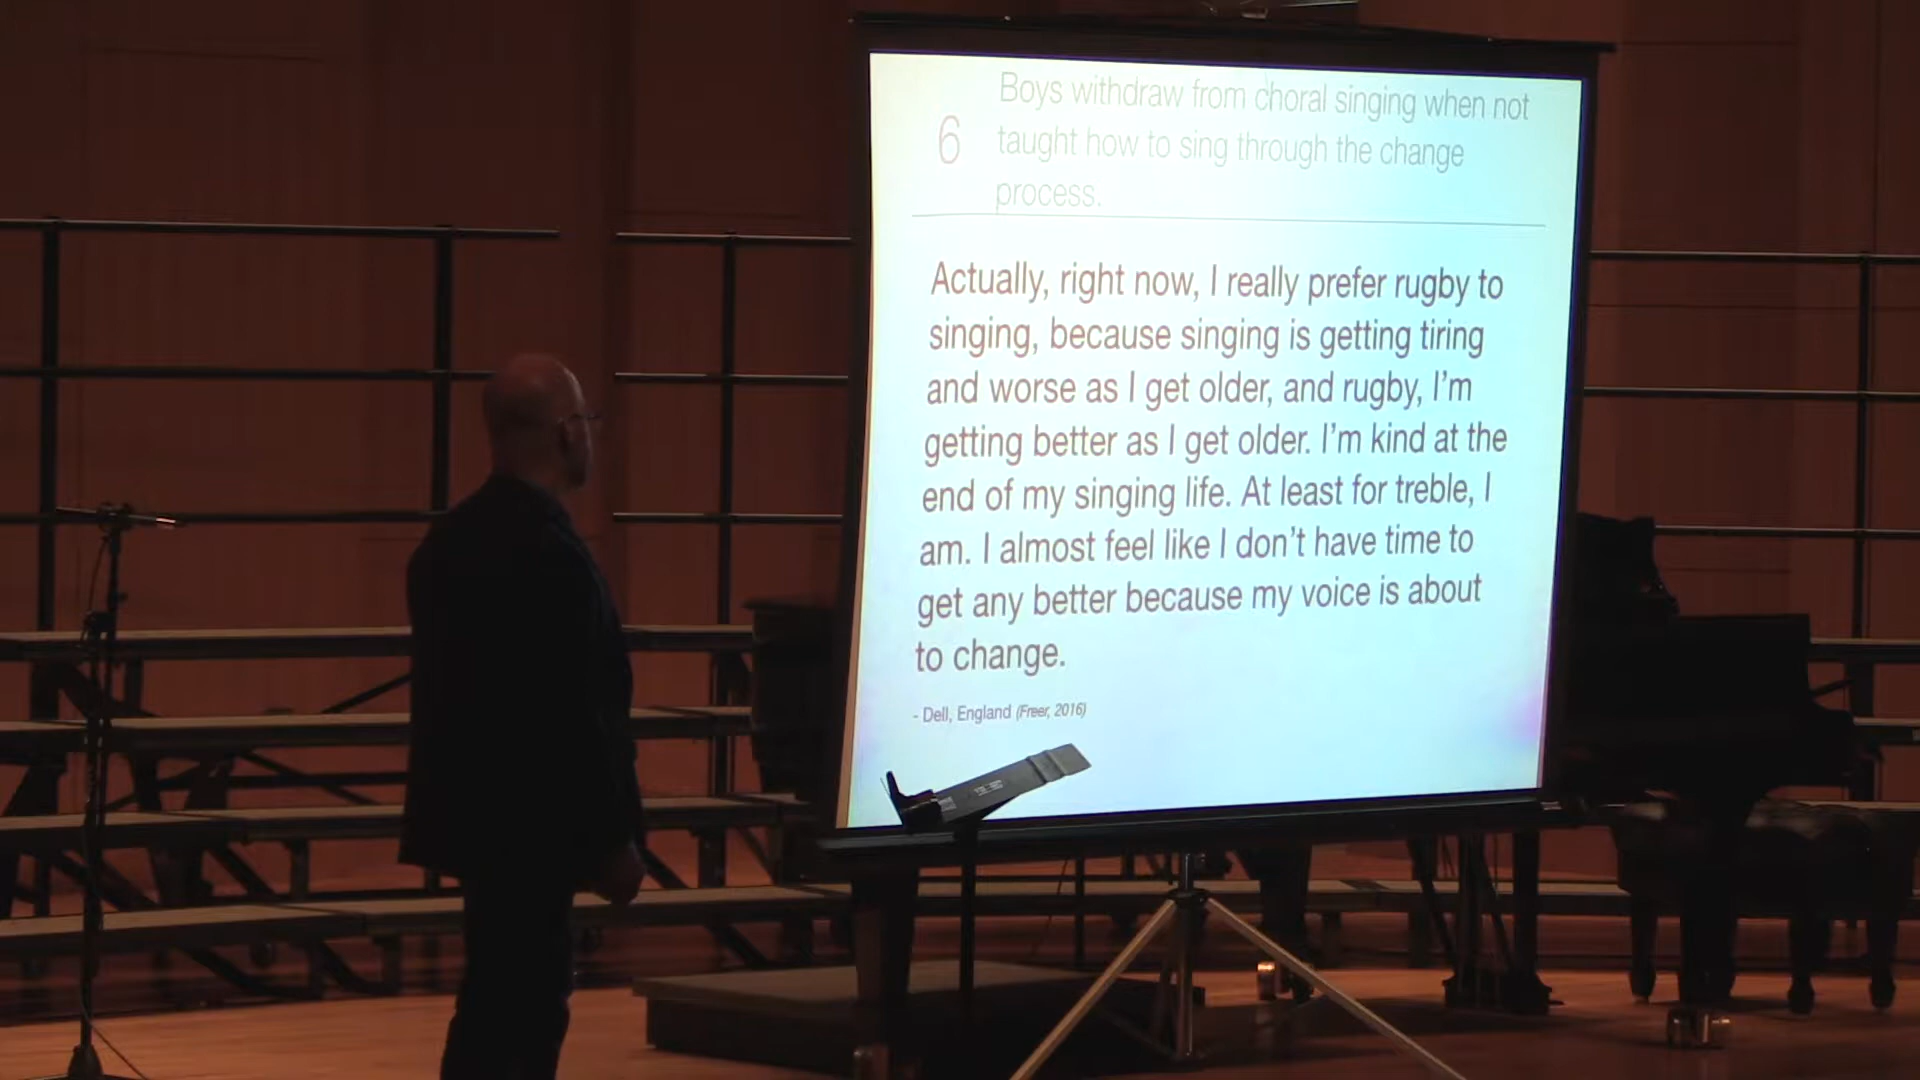 Boys withdraw from choral singing when not
6 taught how to sing through the change
process.
Actually, right now, I really prefer rugby to
singing, because singing is getting tiring
and worse as I get older, and rugby, I'm
getting better as I get older. I'm kind at the
end of my singing life. At least for treble, I
am. I almost feel like I don't have time to
get any better because my voice is about
to change.
- Dell, England (Freer, 2016)